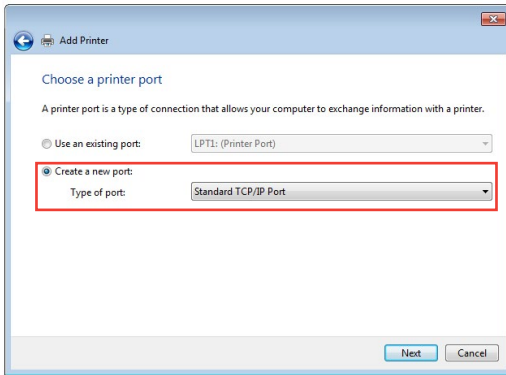 Add Printer
Choose a printer port
A printer port is a type of connection that allows your computer to exchange information with a printer.
Use an existing port: LPT1: (Printer Port)
Create a new port:
Type of port: Standard TCP/IP Port
Next Cancel